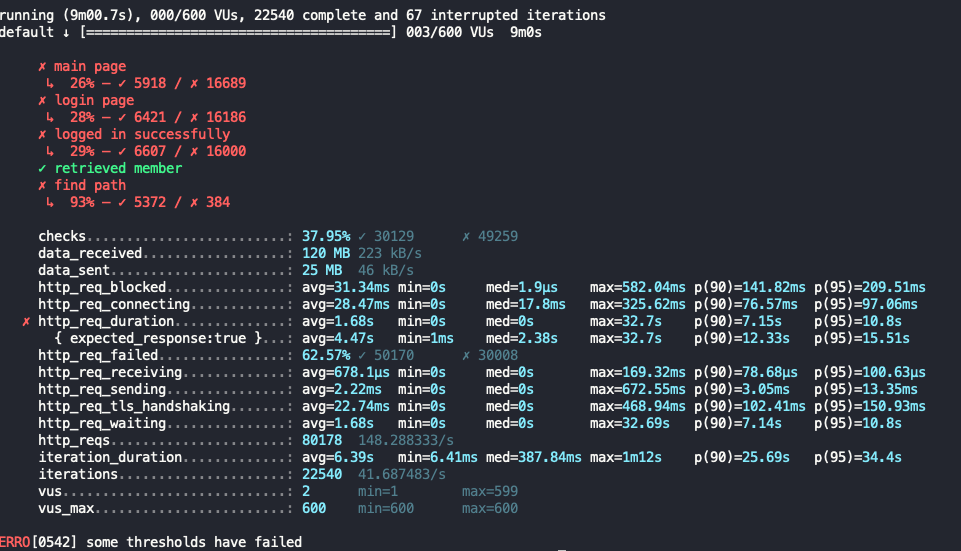 running (9m00.7s), 000/600 VUs, 22540 complete and 67 interrupted iterations
default ↓ [======================================] 003/600 VUs  9m0s
✗ main page
↳  26% — ✓ 5918 / ✗ 16689
✗ login page
↳  28% — ✓ 6421 / ✗ 16186
✗ logged in successfully
↳  29% — ✓ 6607 / ✗ 16000
✓ retrieved member
✗ find path
↳  93% — ✓ 5372 / ✗ 384
checks.........................: 37.95% ✓ 30129      ✗ 49259
data_received..................: 120 MB 223 kB/s
data_sent......................: 25 MB  46 kB/s
http_req_blocked...............: avg=31.34ms min=0s     med=1.9µs    max=582.04ms p(90)=141.82ms p(95)=209.51ms
http_req_connecting............: avg=28.47ms min=0s     med=17.8ms   max=325.62ms p(90)=76.57ms  p(95)=97.06ms
✗ http_req_duration..............: avg=1.68s   min=0s     med=0s       max=32.7s    p(90)=7.15s    p(95)=10.8s
{ expected_response:true }...: avg=4.47s   min=1ms    med=2.38s    max=32.7s    p(90)=12.33s   p(95)=15.51s
http_req_failed................: 62.57% ✓ 50170      ✗ 30008
http_req_receiving.............: avg=678.1µs min=0s     med=0s       max=169.32ms p(90)=78.68µs  p(95)=100.63µs
http_req_sending...............: avg=2.22ms  min=0s     med=0s       max=672.55ms p(90)=3.05ms   p(95)=13.35ms
http_req_tls_handshaking.......: avg=22.74ms min=0s     med=0s       max=468.94ms p(90)=102.41ms p(95)=150.93ms
http_req_waiting...............: avg=1.68s   min=0s     med=0s       max=32.69s   p(90)=7.14s    p(95)=10.8s
http_reqs......................: 80178  148.288333/s
iteration_duration.............: avg=6.39s   min=6.41ms med=387.84ms max=1m12s    p(90)=25.69s   p(95)=34.4s
iterations.....................: 22540  41.687483/s
vus............................: 2      min=1        max=599
vus_max........................: 600    min=600      max=600
ERRO[0542] some thresholds have failed